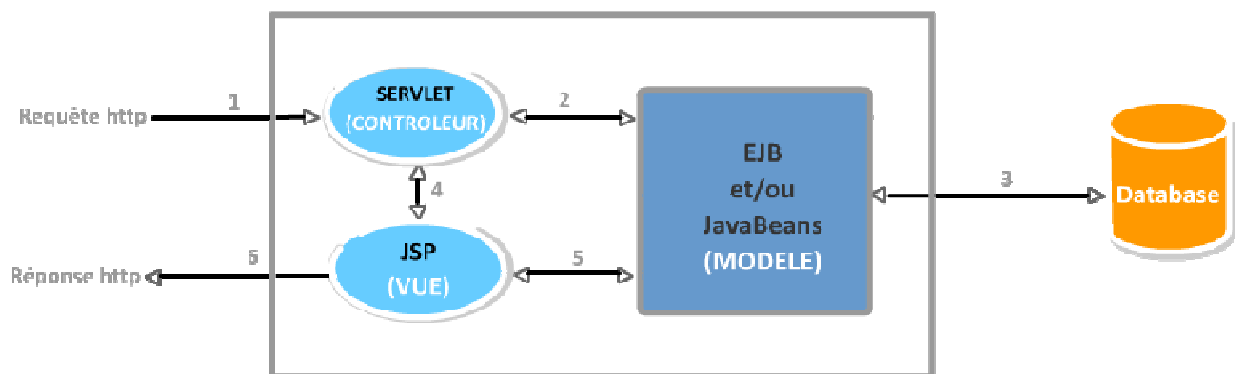 Requête http
1
SERVLET
(CONTROLEUR)
2
EJB
et/ou
JavaBeans
(MODELE)
3
Database
4
JSP
(VUE)
5
6
Réponse http